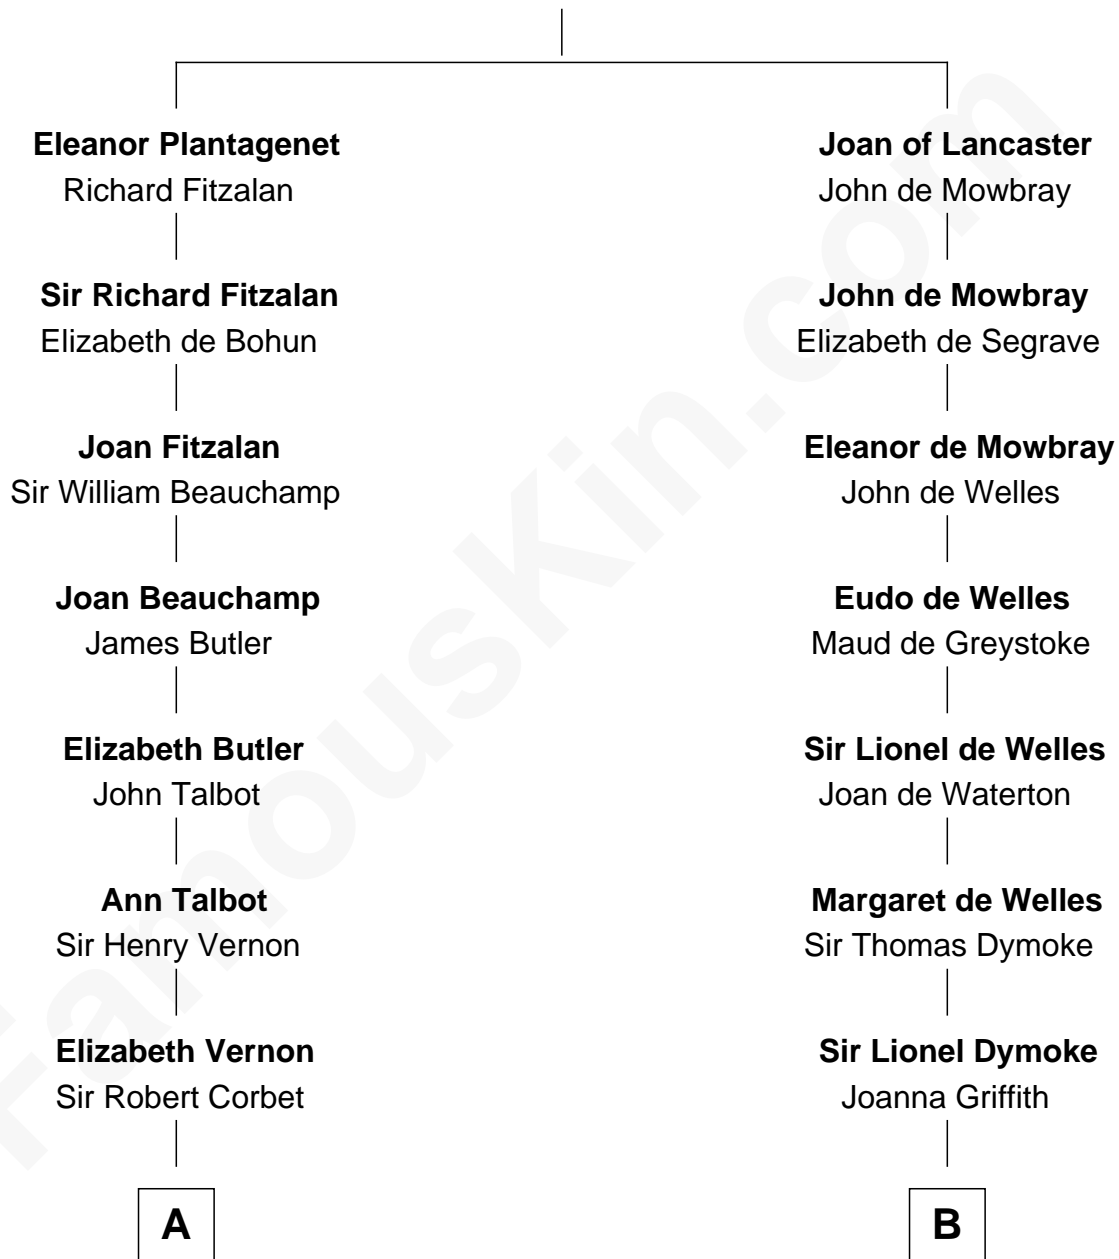 Eleanor Plantagenet
Richard Fitzalan
Sir Richard Fitzalan
Elizabeth de Bohun
Joan Fitzalan
Sir William Beauchamp
Joan Beauchamp
James Butler
Elizabeth Butler
John Talbot
Ann Talbot
Sir Henry Vernon
Elizabeth Vernon
Sir Robert Corbet
A
Joan of Lancaster
John de Mowbray
John de Mowbray
Elizabeth de Segrave
Eleanor de Mowbray
John de Welles
Eudo de Welles
Maud de Greystoke
Sir Lionel de Welles
Joan de Waterton
Margaret de Welles
Sir Thomas Dymoke
Sir Lionel Dymoke
Joanna Griffith
B
FamousKin.com